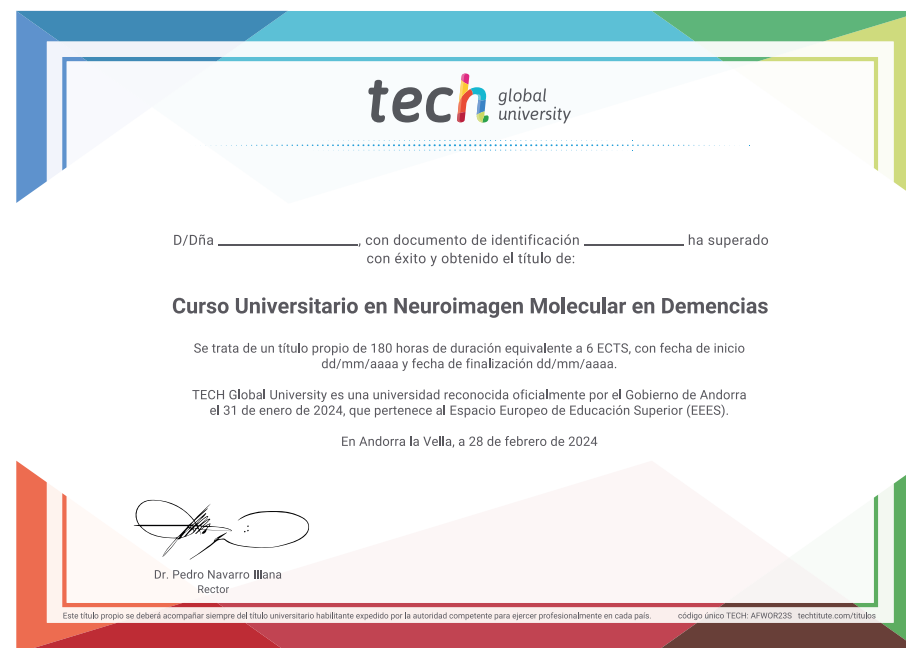 tech global
university
D/Dña ______________, con documento de identificación __________ ha superado
con éxito y obtenido el título de:
Curso Universitario en Neuroimagen Molecular en Demencias
Se trata de un título propio de 180 horas de duración equivalente a 6 ECTS, con fecha de inicio
dd/mm/aaaa y fecha de finalización dd/mm/aaaa.
TECH Global University es una universidad reconocida oficialmente por el Gobierno de Andorra
el 31 de enero de 2024, que pertenece al Espacio Europeo de Educación Superior (EEES).
En Andorra la Vella, a 28 de febrero de 2024
Dr. Pedro Navarro Illana
Rector
Este título propio se deberá acompañar siempre del título universitario habilitante expedido por la autoridad competente para ejercer profesionalmente en cada país. código único TECH: AFWOR23S techtitute.com/titulos